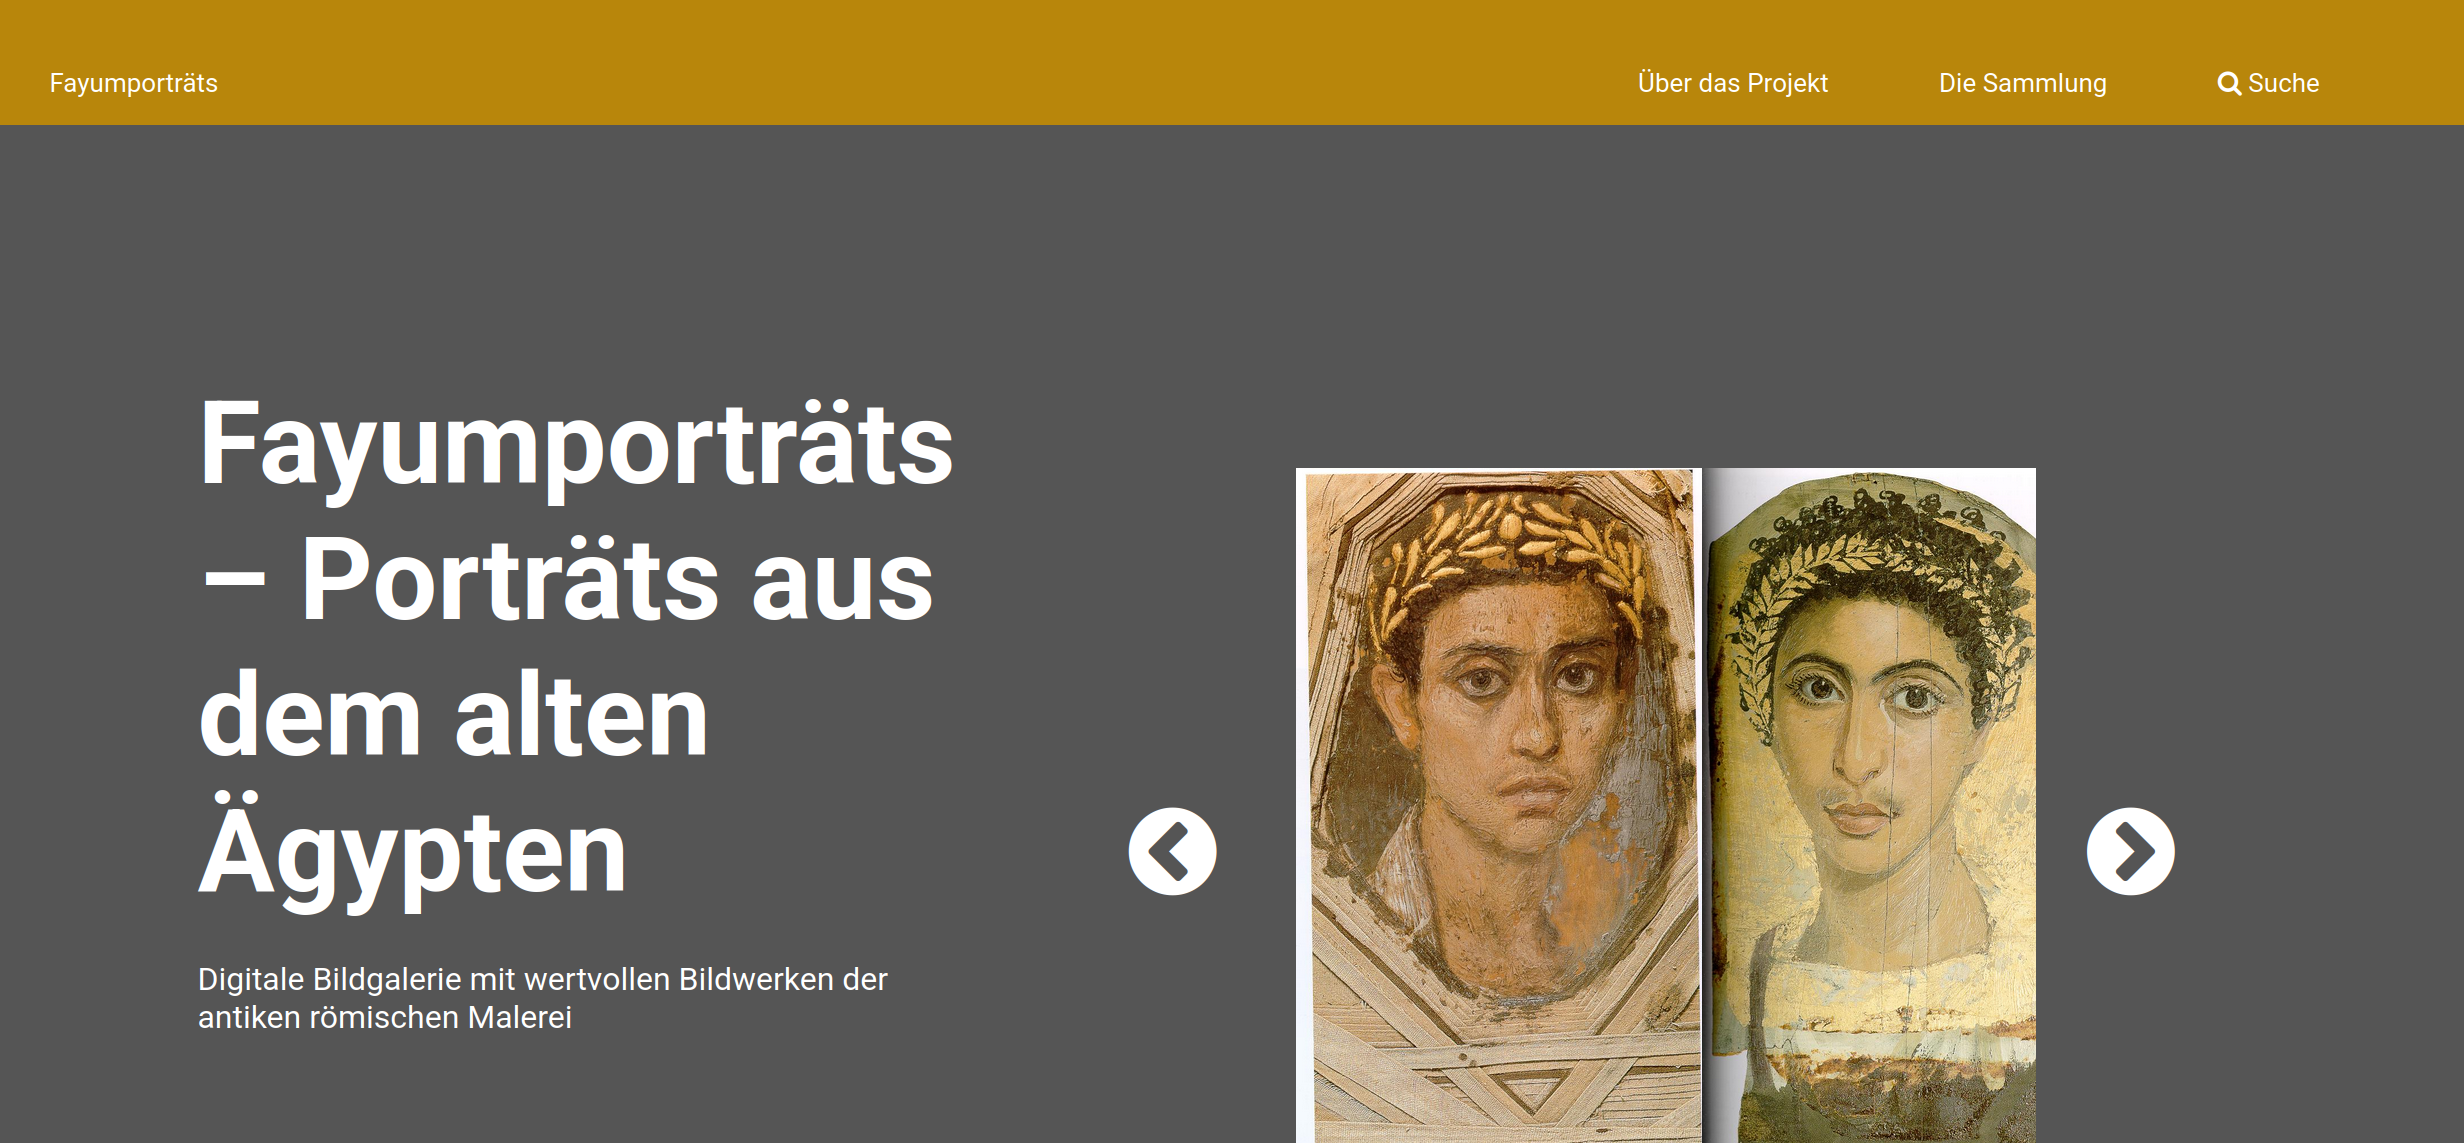 Fayumporträts
Über das Projekt
Die Sammlung
Suche
Fayumporträts
– Porträts aus
dem alten
Ägypten
Digitale Bildgalerie mit wertvollen Bildwerken der
antiken römischen Malerei